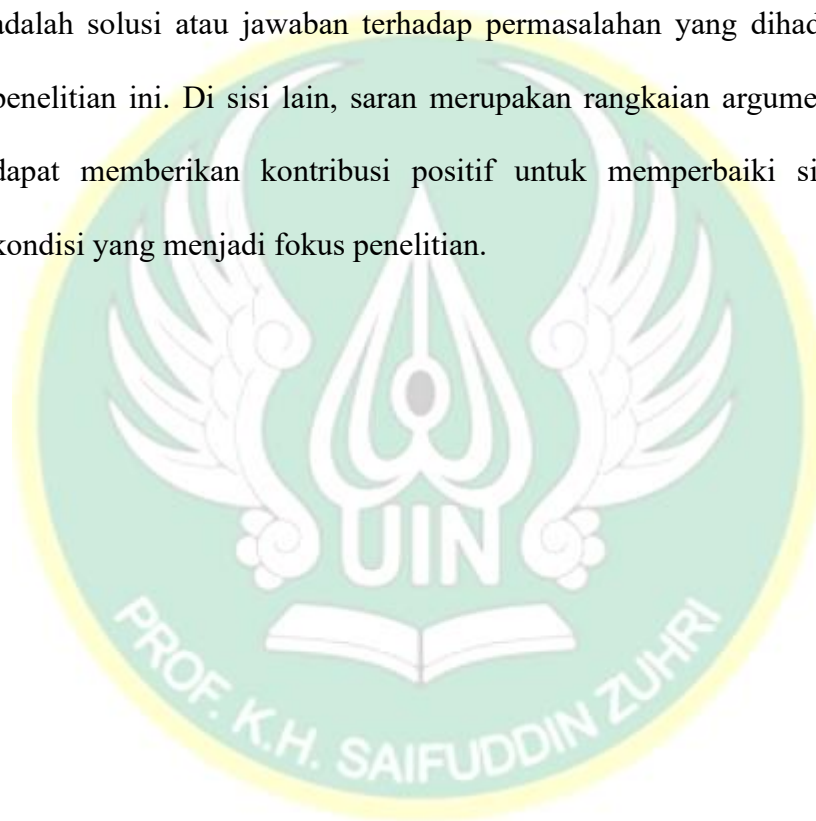 adalah solusi atau jawaban terhadap permasalahan yang
penelitian ini. Di sisi lain, saran merupakan rangkaian
dapat memberikan kontribusi positif untuk memperbaiki
kondisi yang menjadi fokus penelitian.
UIN
PROF. K.H. SAIFUDDIN ZUHRI